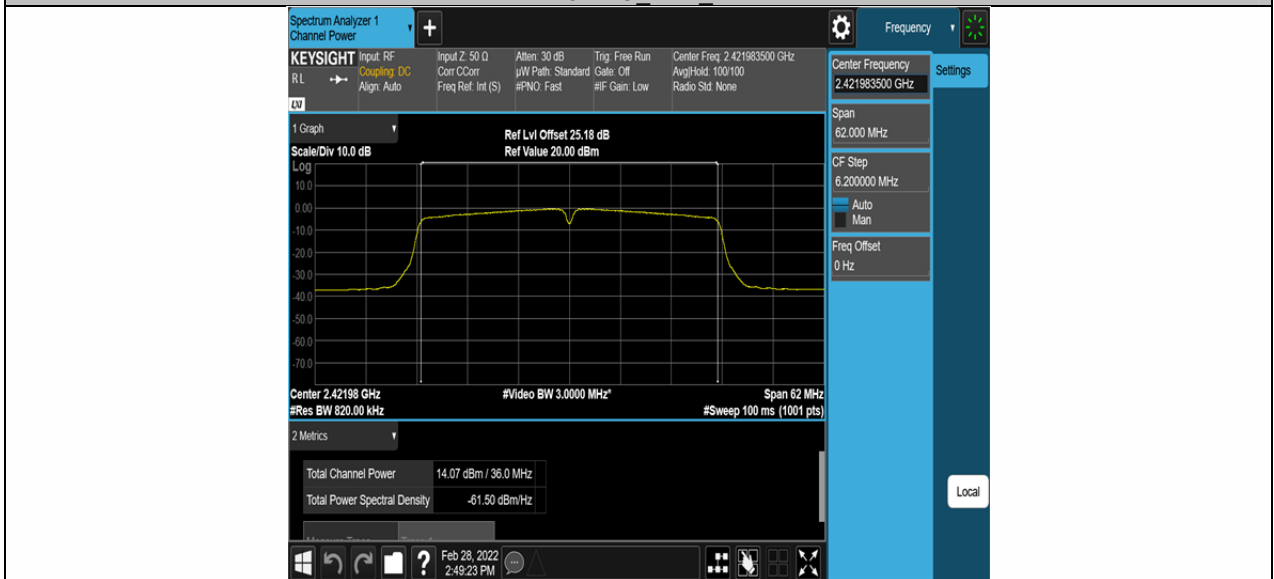 Spectrum Analyzer 1
Channel Power
+
Frequency
KEYSIGHT
RL
LXI
Input: RF
Coupling: DC
Align: Auto
Input Z: 50 Ω
Corr CCorr
Freq Ref: Int (S)
Atten: 30 dB
µW Path: Standard
#PNO: Fast
Trig: Free Run
Gate: Off
#IF Gain: Low
Center Freq: 2.421983500 GHz
Avg|Hold: 100/100
Radio Std: None
Center Frequency
2.421983500 GHz
Settings
Span
62.000 MHz
CF Step
6.200000 MHz
Auto
Man
Freq Offset
0 Hz
1 Graph
Scale/Div 10.0 dB
Ref Lvl Offset 25.18 dB
Ref Value 20.00 dBm
Log
10.0
0.00
-10.0
-20.0
-30.0
-40.0
-50.0
-60.0
-70.0
Center 2.42198 GHz
#Video BW 3.0000 MHz*
Span 62 MHz
#Res BW 820.00 kHz
#Sweep 100 ms (1001 pts)
2 Metrics
Total Channel Power 14.07 dBm / 36.0 MHz
Total Power Spectral Density -61.50 dBm/Hz
Local
?
Feb 28, 2022
2:49:23 PM